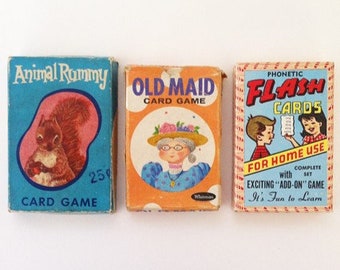 Animal Rummy
25¢
CARD GAME
OLD MAID
CARD GAME
Whitman
PHONETIC
FLASH
CARDS
FOR HOME USE
COMPLETE
SET
with
EXCITING "ADD-ON" GAME
It's Fun to Learn